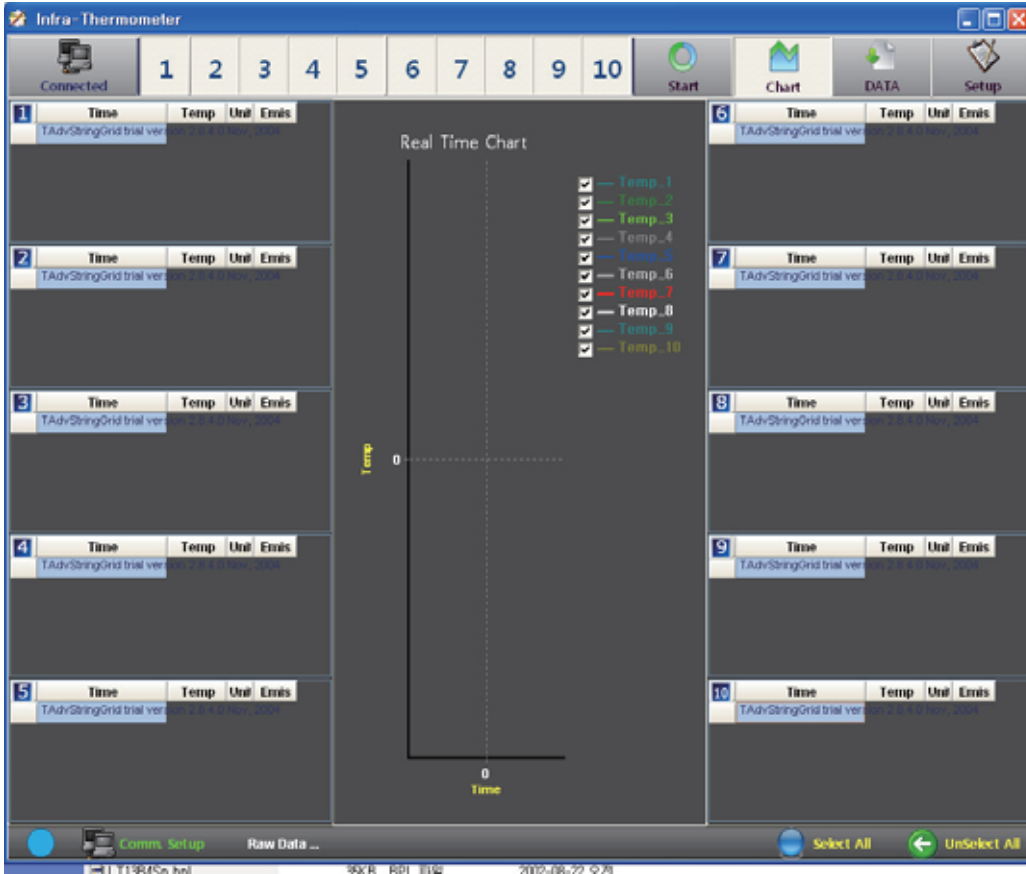 Infra-Thermometer
Connected 1 2 3 4 5 6 7 8 9 10 Start Chart DATA Setup
1 Time Temp Unit Emis
TAdvStringGrid trial version 2.8.4.0 Nov, 2004
2 Time Temp Unit Emis
TAdvStringGrid trial version 2.8.4.0 Nov, 2004
3 Time Temp Unit Emis
TAdvStringGrid trial version 2.8.4.0 Nov, 2004
4 Time Temp Unit Emis
TAdvStringGrid trial version 2.8.4.0 Nov, 2004
5 Time Temp Unit Emis
TAdvStringGrid trial version 2.8.4.0 Nov, 2004
Real Time Chart
Temp_1
Temp_2
Temp_3
Temp_4
Temp_5
Temp_6
Temp_7
Temp_8
Temp_9
Temp_10
Temp
0
0
Time
6 Time Temp Unit Emis
TAdvStringGrid trial version 2.8.4.0 Nov, 2004
7 Time Temp Unit Emis
TAdvStringGrid trial version 2.8.4.0 Nov, 2004
8 Time Temp Unit Emis
TAdvStringGrid trial version 2.8.4.0 Nov, 2004
9 Time Temp Unit Emis
TAdvStringGrid trial version 2.8.4.0 Nov, 2004
10 Time Temp Unit Emis
TAdvStringGrid trial version 2.8.4.0 Nov, 2004
Comm. Setup Raw Data ... Select All UnSelect All